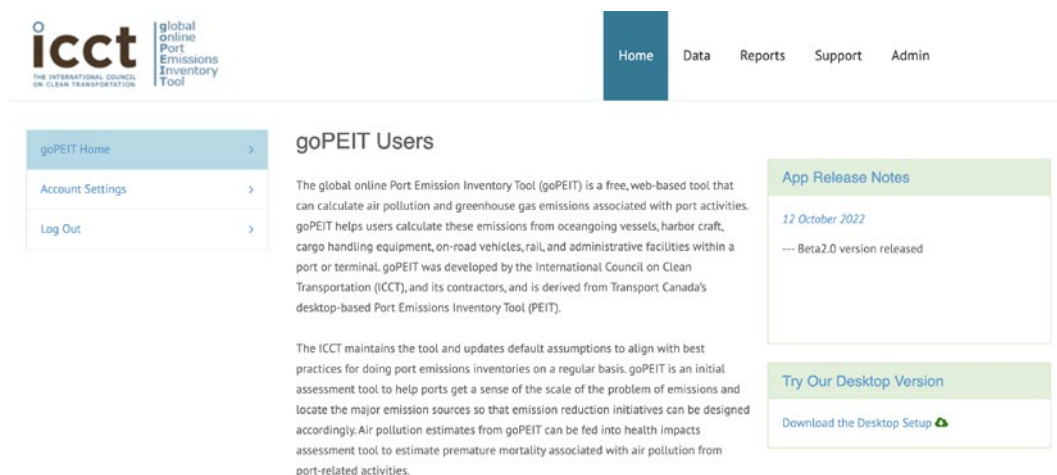 icct
THE INTERNATIONAL COUNCIL
ON CLEAN TRANSPORTATION
global
online
Port
Emissions
Inventory
Tool
Home Data Reports Support Admin
goPEIT Home
Account Settings
Log Out
goPEIT Users
The global online Port Emission Inventory Tool (goPEIT) is a free, web-based tool that
can calculate air pollution and greenhouse gas emissions associated with port activities.
goPEIT helps users calculate these emissions from oceangoing vessels, harbor craft,
cargo handling equipment, on-road vehicles, rail, and administrative facilities within a
port or terminal. goPEIT was developed by the International Council on Clean
Transportation (ICCT), and its contractors, and is derived from Transport Canada's
desktop-based Port Emissions Inventory Tool (PEIT).
The ICCT maintains the tool and updates default assumptions to align with best
practices for doing port emissions inventories on a regular basis. goPEIT is an initial
assessment tool to help ports get a sense of the scale of the problem of emissions and
locate the major emission sources so that emission reduction initiatives can be designed
accordingly. Air pollution estimates from goPEIT can be fed into health impacts
assessment tool to estimate premature mortality associated with air pollution from
port-related activities.
App Release Notes
12 October 2022
--- Beta2.0 version released
Try Our Desktop Version
Download the Desktop Setup